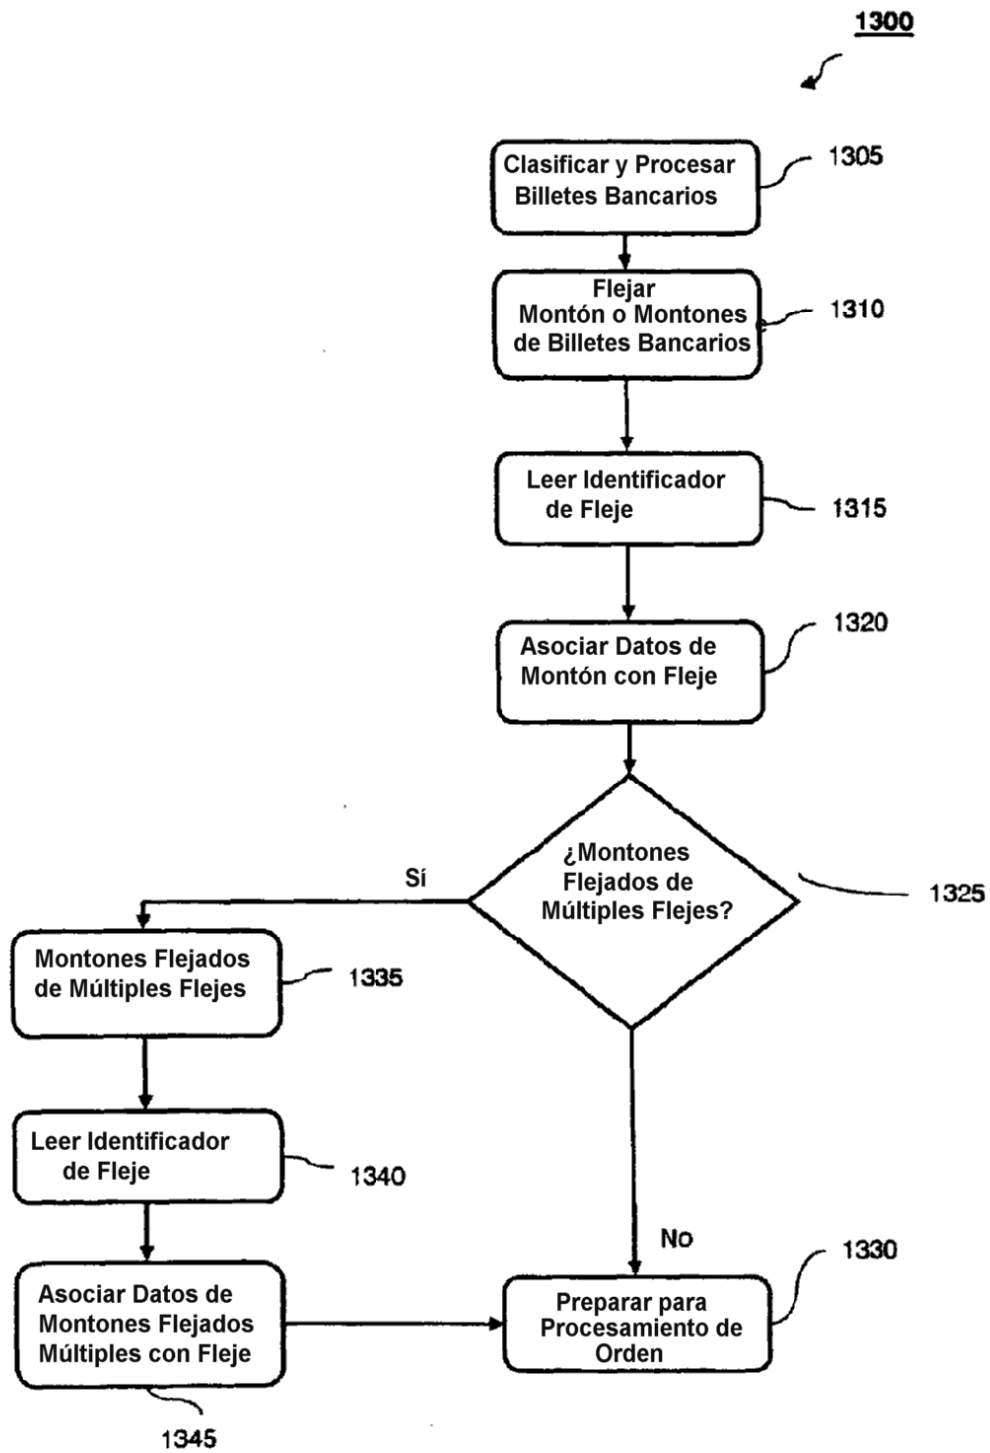 1300
Clasificar y Procesar
Billetes Bancarios
1305
Flejar
Montón o Montones
de Billetes Bancarios
1310
Leer Identificador
de Fleje
1315
Asociar Datos de
Montón con Fleje
1320
¿Montones
Flejados de
Múltiples Flejes?
1325
Sí
Montones Flejados
de Múltiples Flejes
1335
Leer Identificador
de Fleje
1340
Asociar Datos de
Montones Flejados
Múltiples con Fleje
1345
No
Preparar para
Procesamiento de
Orden
1330